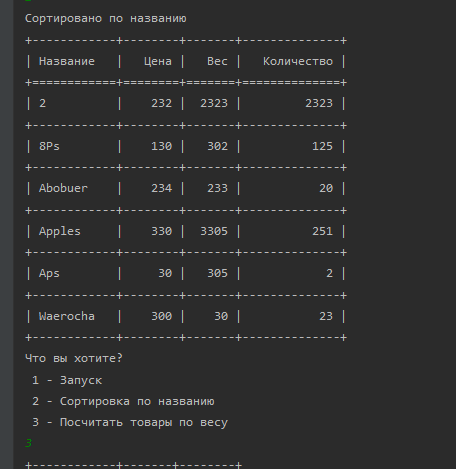 Сортировано по названию
+------------+--------+-------+--------------+
| Название   |   Цена |   Вес |   Количество |
+============+========+=======+==============+
| 2          |    232 |  2323 |         2323 |
+------------+--------+-------+--------------+
| 8Ps        |    130 |   302 |          125 |
+------------+--------+-------+--------------+
| Abobuer    |    234 |   233 |           20 |
+------------+--------+-------+--------------+
| Apples     |    330 |  3305 |          251 |
+------------+--------+-------+--------------+
| Aps        |     30 |   305 |            2 |
+------------+--------+-------+--------------+
| Waerocha   |    300 |    30 |           23 |
+------------+--------+-------+--------------+
Что вы хотите?
 1 - Запуск
 2 - Сортировка по названию
 3 - Посчитать товары по весу
3
+------------+-------+--------+